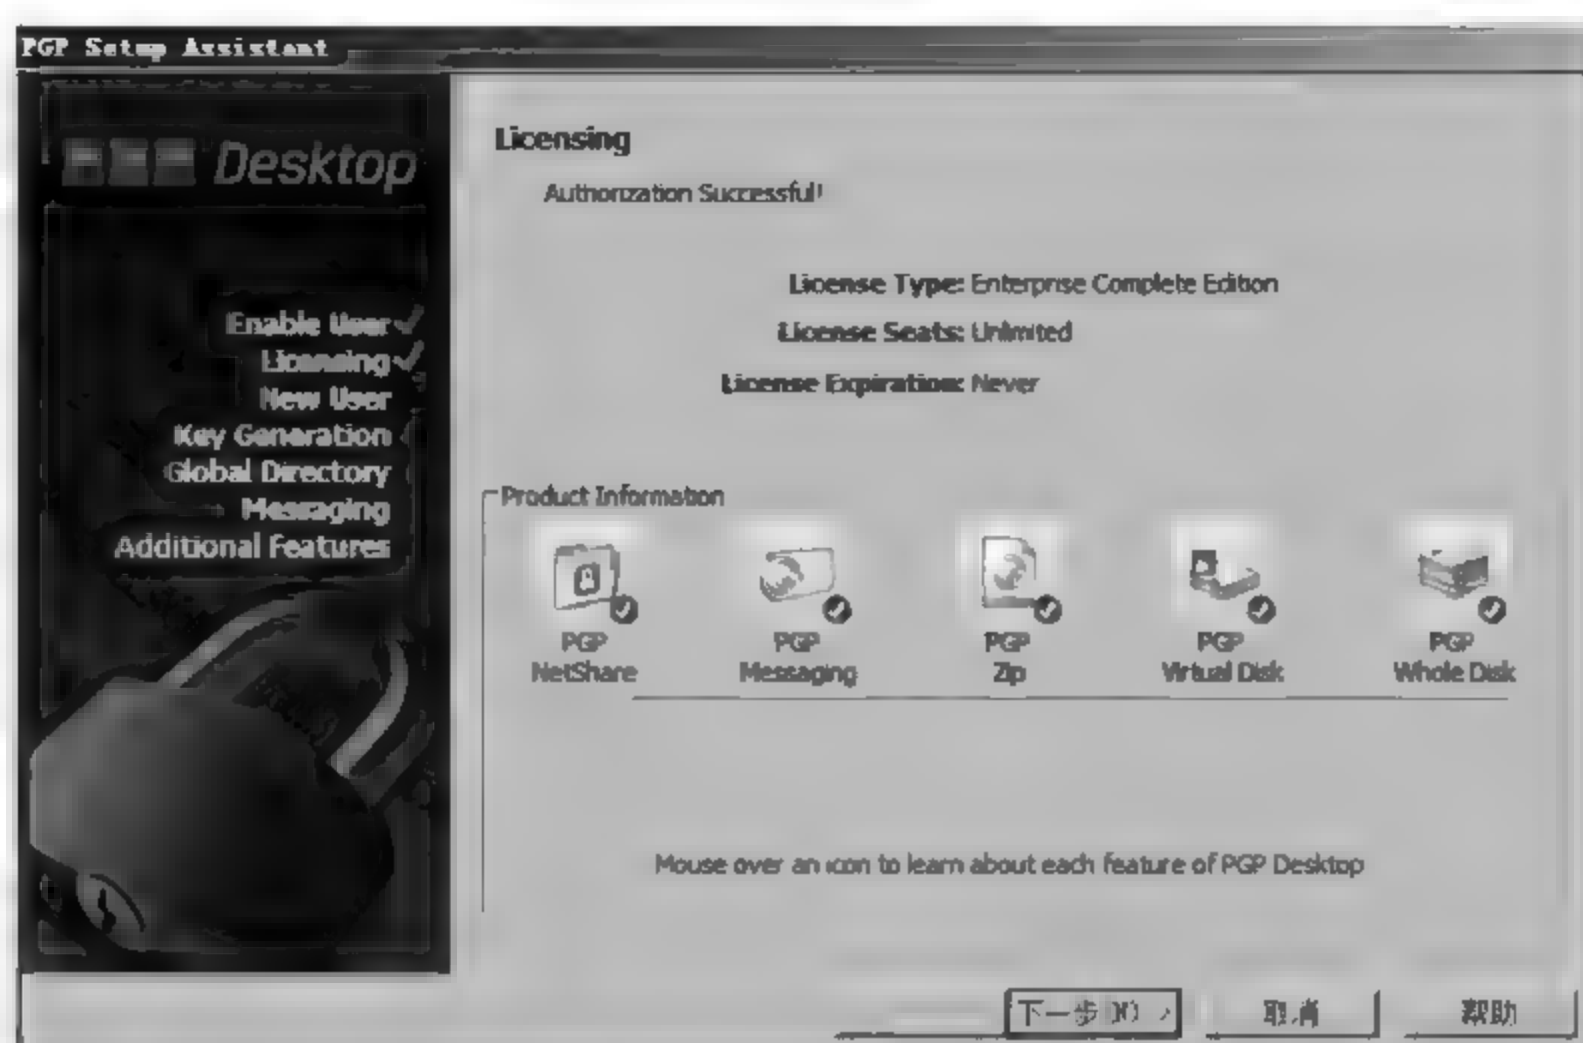 PGP Setup Assistant
Desktop
Enable User
Licensing
New User
Key Generation
Global Directory
Messaging
Additional Features
Licensing
Authorization Successful!
License Type: Enterprise Complete Edition
License Seats: Unlimited
License Expiration: Never
Product Information
PGP NetShare
PGP Messaging
PGP Zip
PGP Virtual Disk
PGP Whole Disk
Mouse over an icon to learn about each feature of PGP Desktop
下一步(N) >
取消
帮助